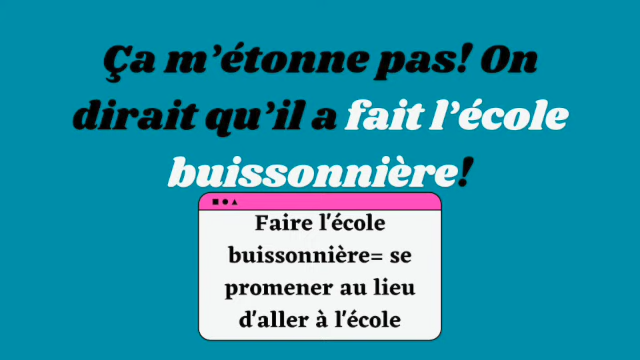 Ça m’étonne pas! On
dirait qu’il a fait l’école
buissonnière!
Faire l'école
buissonnière= se
promener au lieu
d'aller à l'école